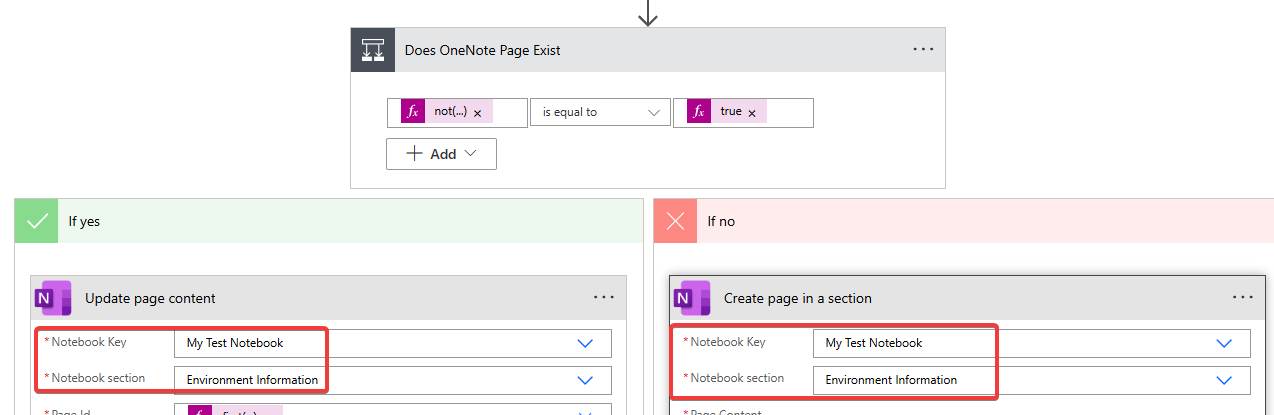 Does OneNote Page Exist
fx not(...) × is equal to fx true ×
Add
If yes
If no
N Update page content
N Create page in a section
* Notebook Key My Test Notebook
* Notebook Key My Test Notebook
* Notebook section Environment Information
* Notebook section Environment Information
* Page Id
* Page Content